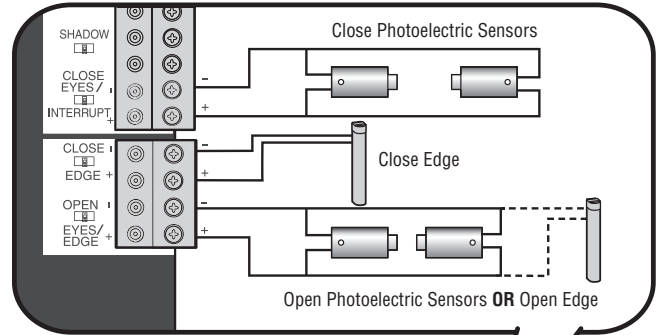 Close Photoelectric Sensors
SHADOW
CLOSE
EYES/
INTERRUPT
- 
+
- 
+
CLOSE
EDGE
- 
+
- 
+
Close Edge
OPEN
EYES/
EDGE
- 
+
- 
+
Open Photoelectric Sensors OR Open Edge